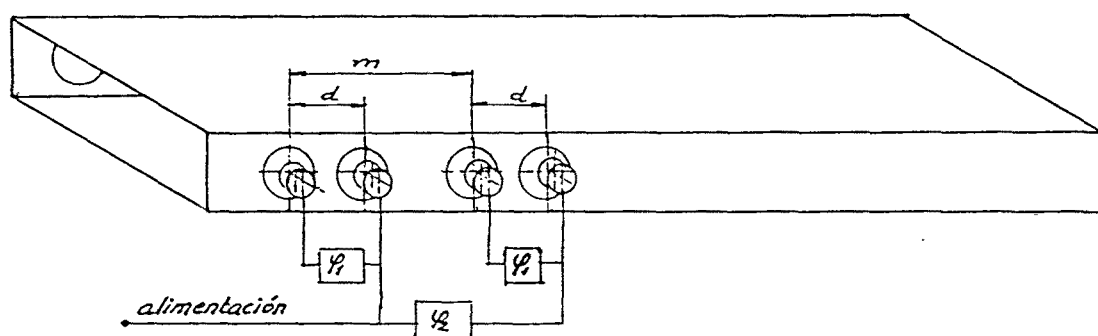 m
d d
φ₁ φ₁
alimentación
φ₂